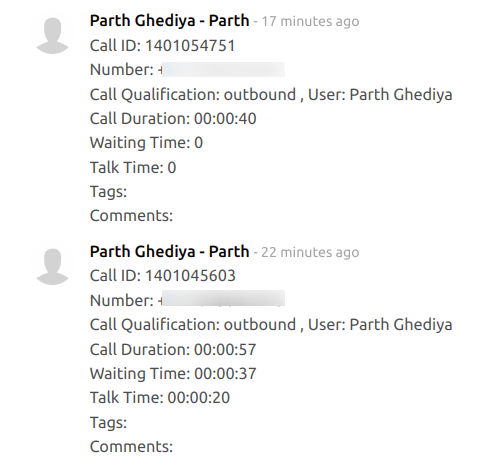 Parth Ghediya - Parth - 17 minutes ago
Call ID: 1401054751
Number: +
Call Qualification: outbound , User: Parth Ghediya
Call Duration: 00:00:40
Waiting Time: 0
Talk Time: 0
Tags:
Comments:
Parth Ghediya - Parth - 22 minutes ago
Call ID: 1401045603
Number: +
Call Qualification: outbound , User: Parth Ghediya
Call Duration: 00:00:57
Waiting Time: 00:00:37
Talk Time: 00:00:20
Tags:
Comments: